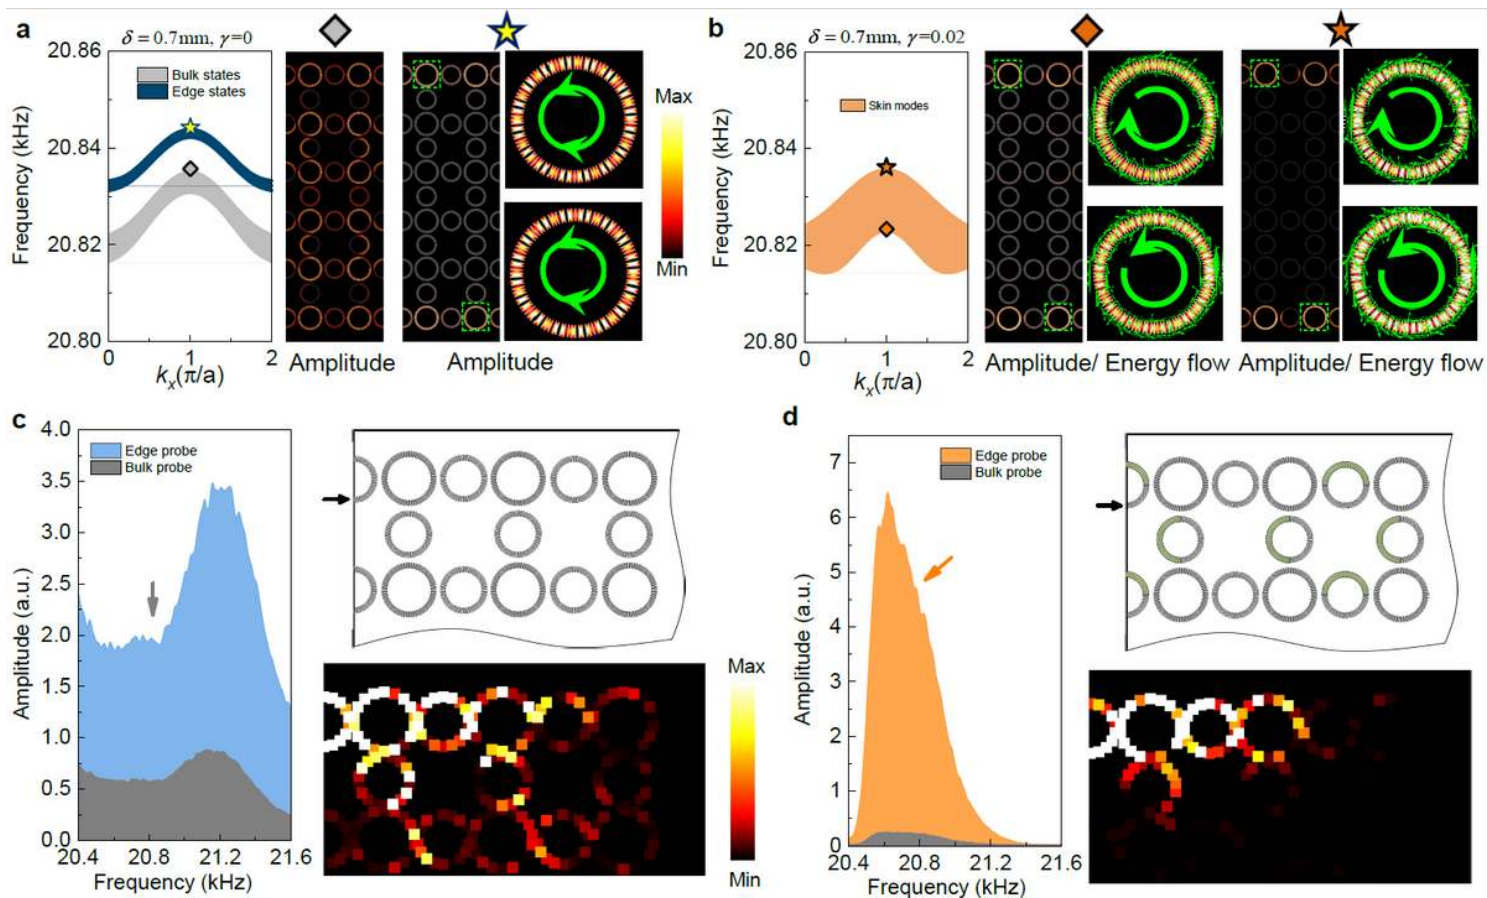 a
δ = 0.7mm, γ=0
20.86
20.84
20.82
20.80
Frequency (kHz)
Bulk states
Edge states
0
1
2
kx(π/a)
Amplitude
Amplitude
Max
Min
b
δ = 0.7mm, γ=0.02
20.86
20.84
20.82
20.80
Frequency (kHz)
Skin modes
0
1
2
kx(π/a)
Amplitude/ Energy flow
Amplitude/ Energy flow
c
4.0
3.5
3.0
2.5
2.0
1.5
1.0
0.5
0.0
Amplitude (a.u.)
Edge probe
Bulk probe
20.4
20.8
21.2
21.6
Frequency (kHz)
Max
Min
d
7
6
5
4
3
2
1
0
Amplitude (a.u.)
Edge probe
Bulk probe
20.4
20.8
21.2
21.6
Frequency (kHz)